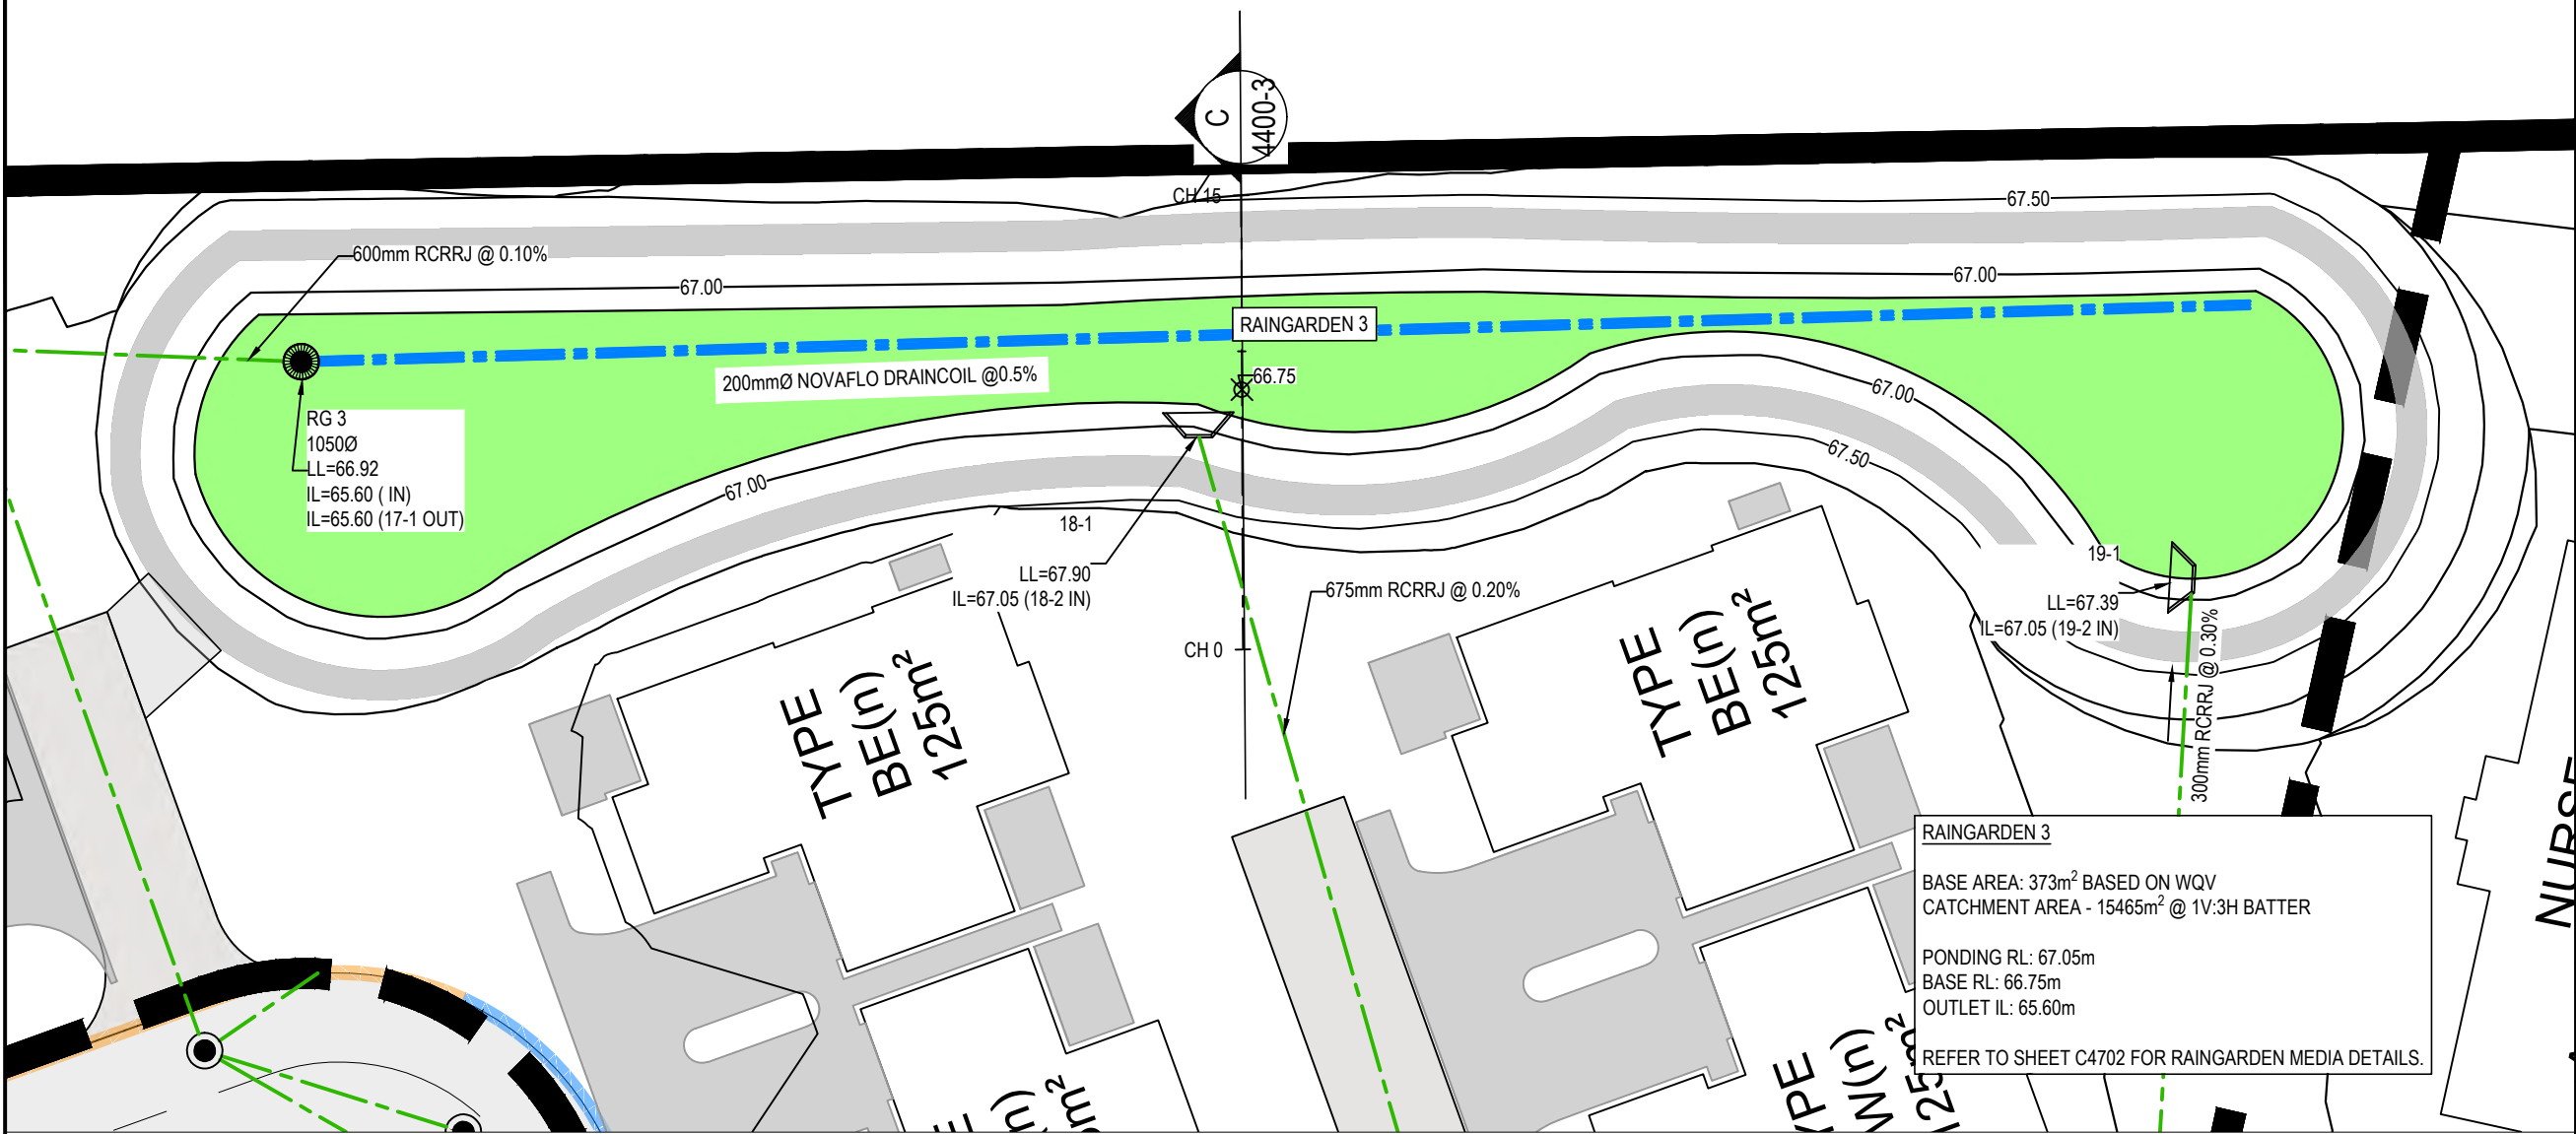 C
4400-3
CH 15
67.50
600mm RCRRJ @ 0.10%
67.00
67.00
RAINGARDEN 3
200mmØ NOVAFLO DRAINCOIL @0.5%
66.75
RG 3
1050Ø
LL=66.92
IL=65.60 ( IN)
IL=65.60 (17-1 OUT)
67.00
67.00
67.50
18-1
LL=67.90
IL=67.05 (18-2 IN)
675mm RCRRJ @ 0.20%
CH 0
19-1
LL=67.39
IL=67.05 (19-2 IN)
300mm RCRRJ @ 0.30%
TYPE
BE(n)
125m²
TYPE
BE(n)
125m²
RAINGARDEN 3
BASE AREA: 373m² BASED ON WQV
CATCHMENT AREA - 15465m² @ 1V:3H BATTER
PONDING RL: 67.05m
BASE RL: 66.75m
OUTLET IL: 65.60m
REFER TO SHEET C4702 FOR RAINGARDEN MEDIA DETAILS.